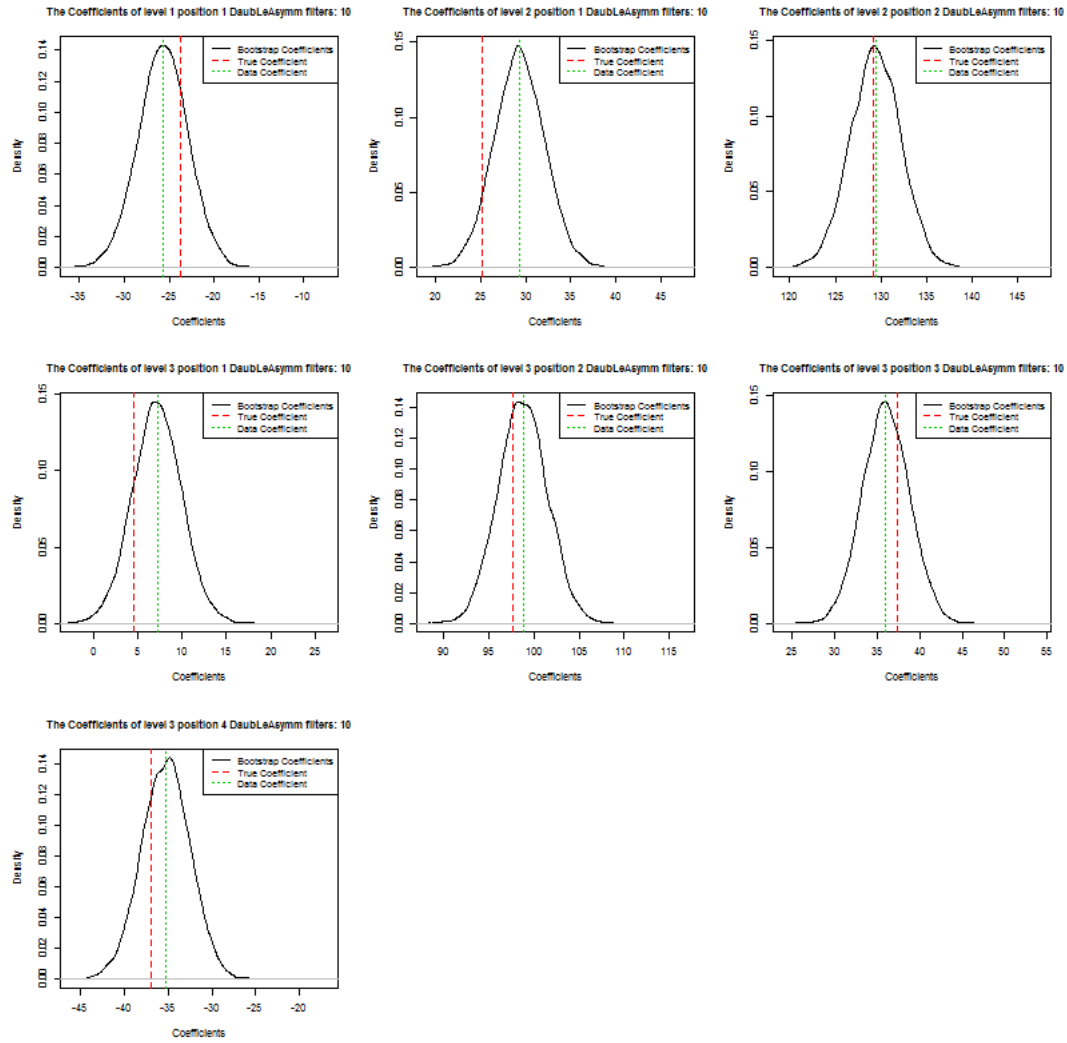 The Coefficients of level 1 position 1 DaubLeAsymm filters: 10
Bootstrap Coefficients
True Coefficient
Data Coefficient
Density
0.00 0.02 0.04 0.06 0.08 0.10 0.12 0.14
-35 -30 -25 -20 -15 -10
Coefficients
The Coefficients of level 2 position 1 DaubLeAsymm filters: 10
Bootstrap Coefficients
True Coefficient
Data Coefficient
Density
0.00 0.05 0.10 0.15
20 25 30 35 40 45
Coefficients
The Coefficients of level 2 position 2 DaubLeAsymm filters: 10
Bootstrap Coefficients
True Coefficient
Data Coefficient
Density
0.00 0.05 0.10 0.15
120 125 130 135 140 145
Coefficients
The Coefficients of level 3 position 1 DaubLeAsymm filters: 10
Bootstrap Coefficients
True Coefficient
Data Coefficient
Density
0.00 0.05 0.10 0.15
0 5 10 15 20 25
Coefficients
The Coefficients of level 3 position 2 DaubLeAsymm filters: 10
Bootstrap Coefficients
True Coefficient
Data Coefficient
Density
0.00 0.02 0.04 0.06 0.08 0.10 0.12 0.14
90 95 100 105 110 115
Coefficients
The Coefficients of level 3 position 3 DaubLeAsymm filters: 10
Bootstrap Coefficients
True Coefficient
Data Coefficient
Density
0.00 0.05 0.10 0.15
25 30 35 40 45 50 55
Coefficients
The Coefficients of level 3 position 4 DaubLeAsymm filters: 10
Bootstrap Coefficients
True Coefficient
Data Coefficient
Density
0.00 0.02 0.04 0.06 0.08 0.10 0.12 0.14
-45 -40 -35 -30 -25 -20
Coefficients